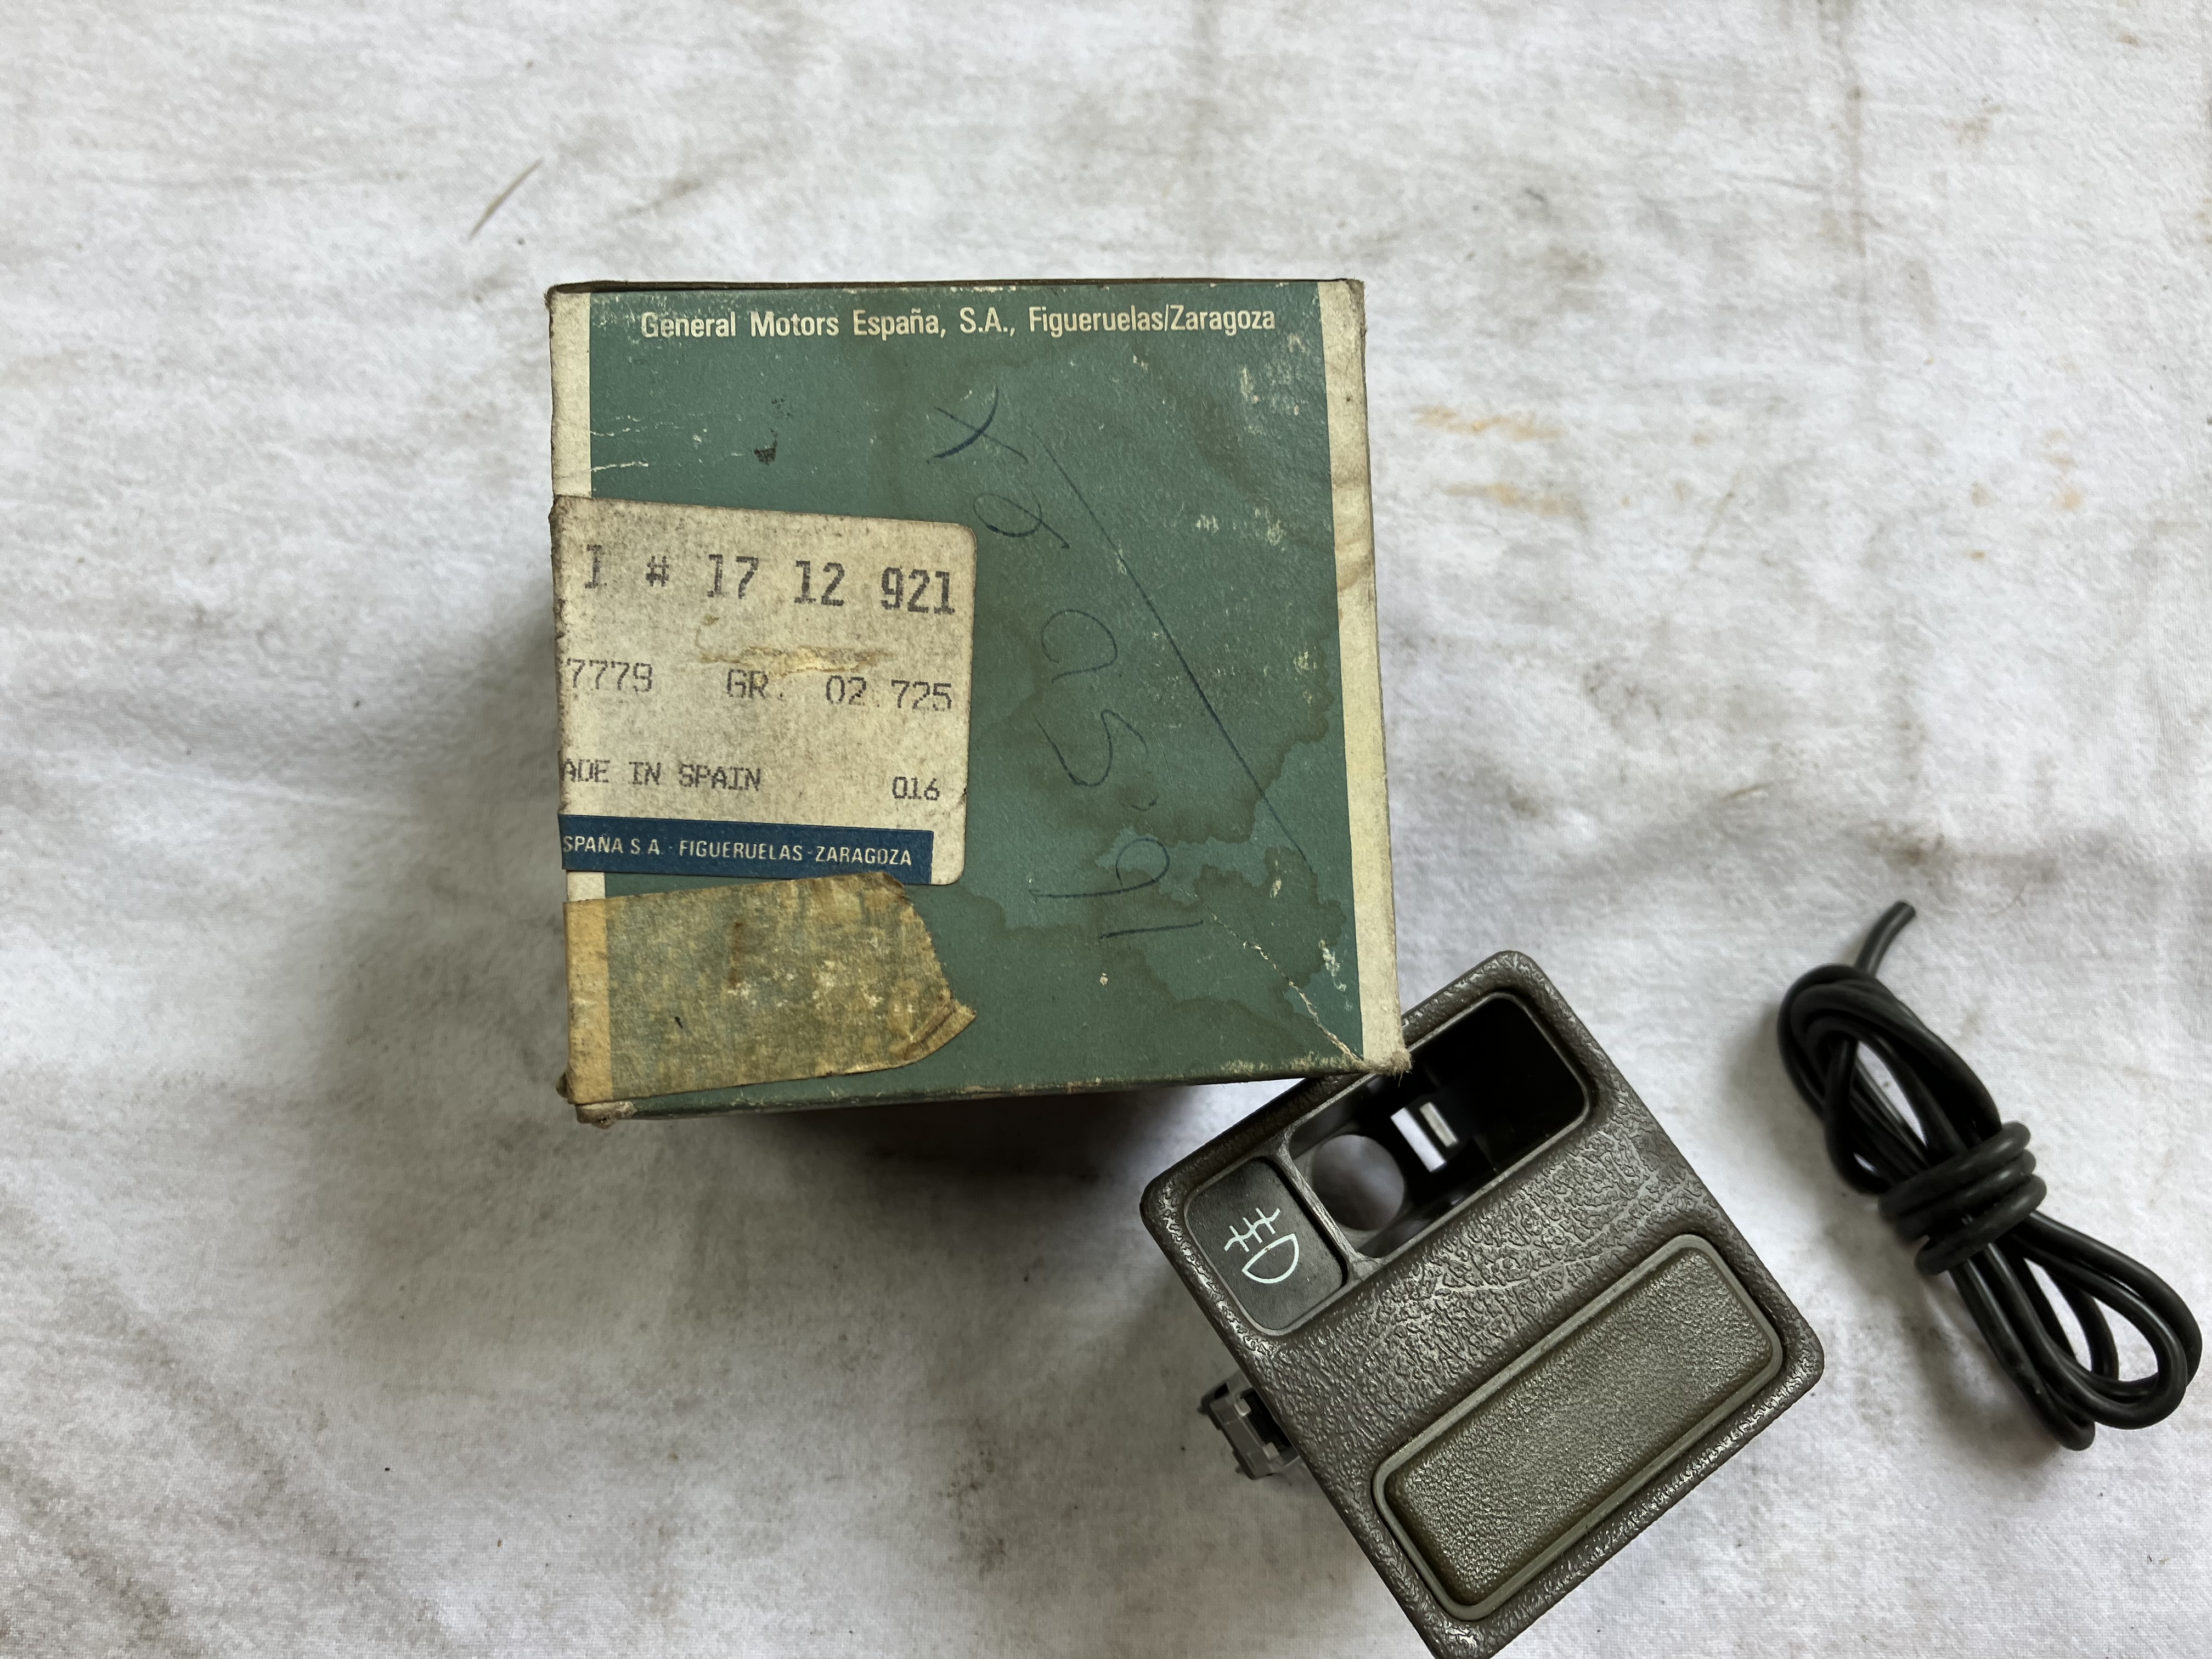 General Motors España, S.A., Figueruelas/Zaragoza
1 # 17 12 921
7779 GR. 02.725
ADE IN SPAIN 016
SPAÑA S.A.-FIGUERUELAS-ZARAGOZA